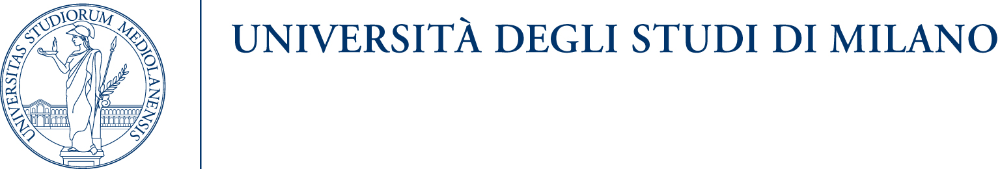 UNIVERSITAS STUDIORUM MEDIOLANENSIS
UNIVERSITÀ DEGLI STUDI DI MILANO